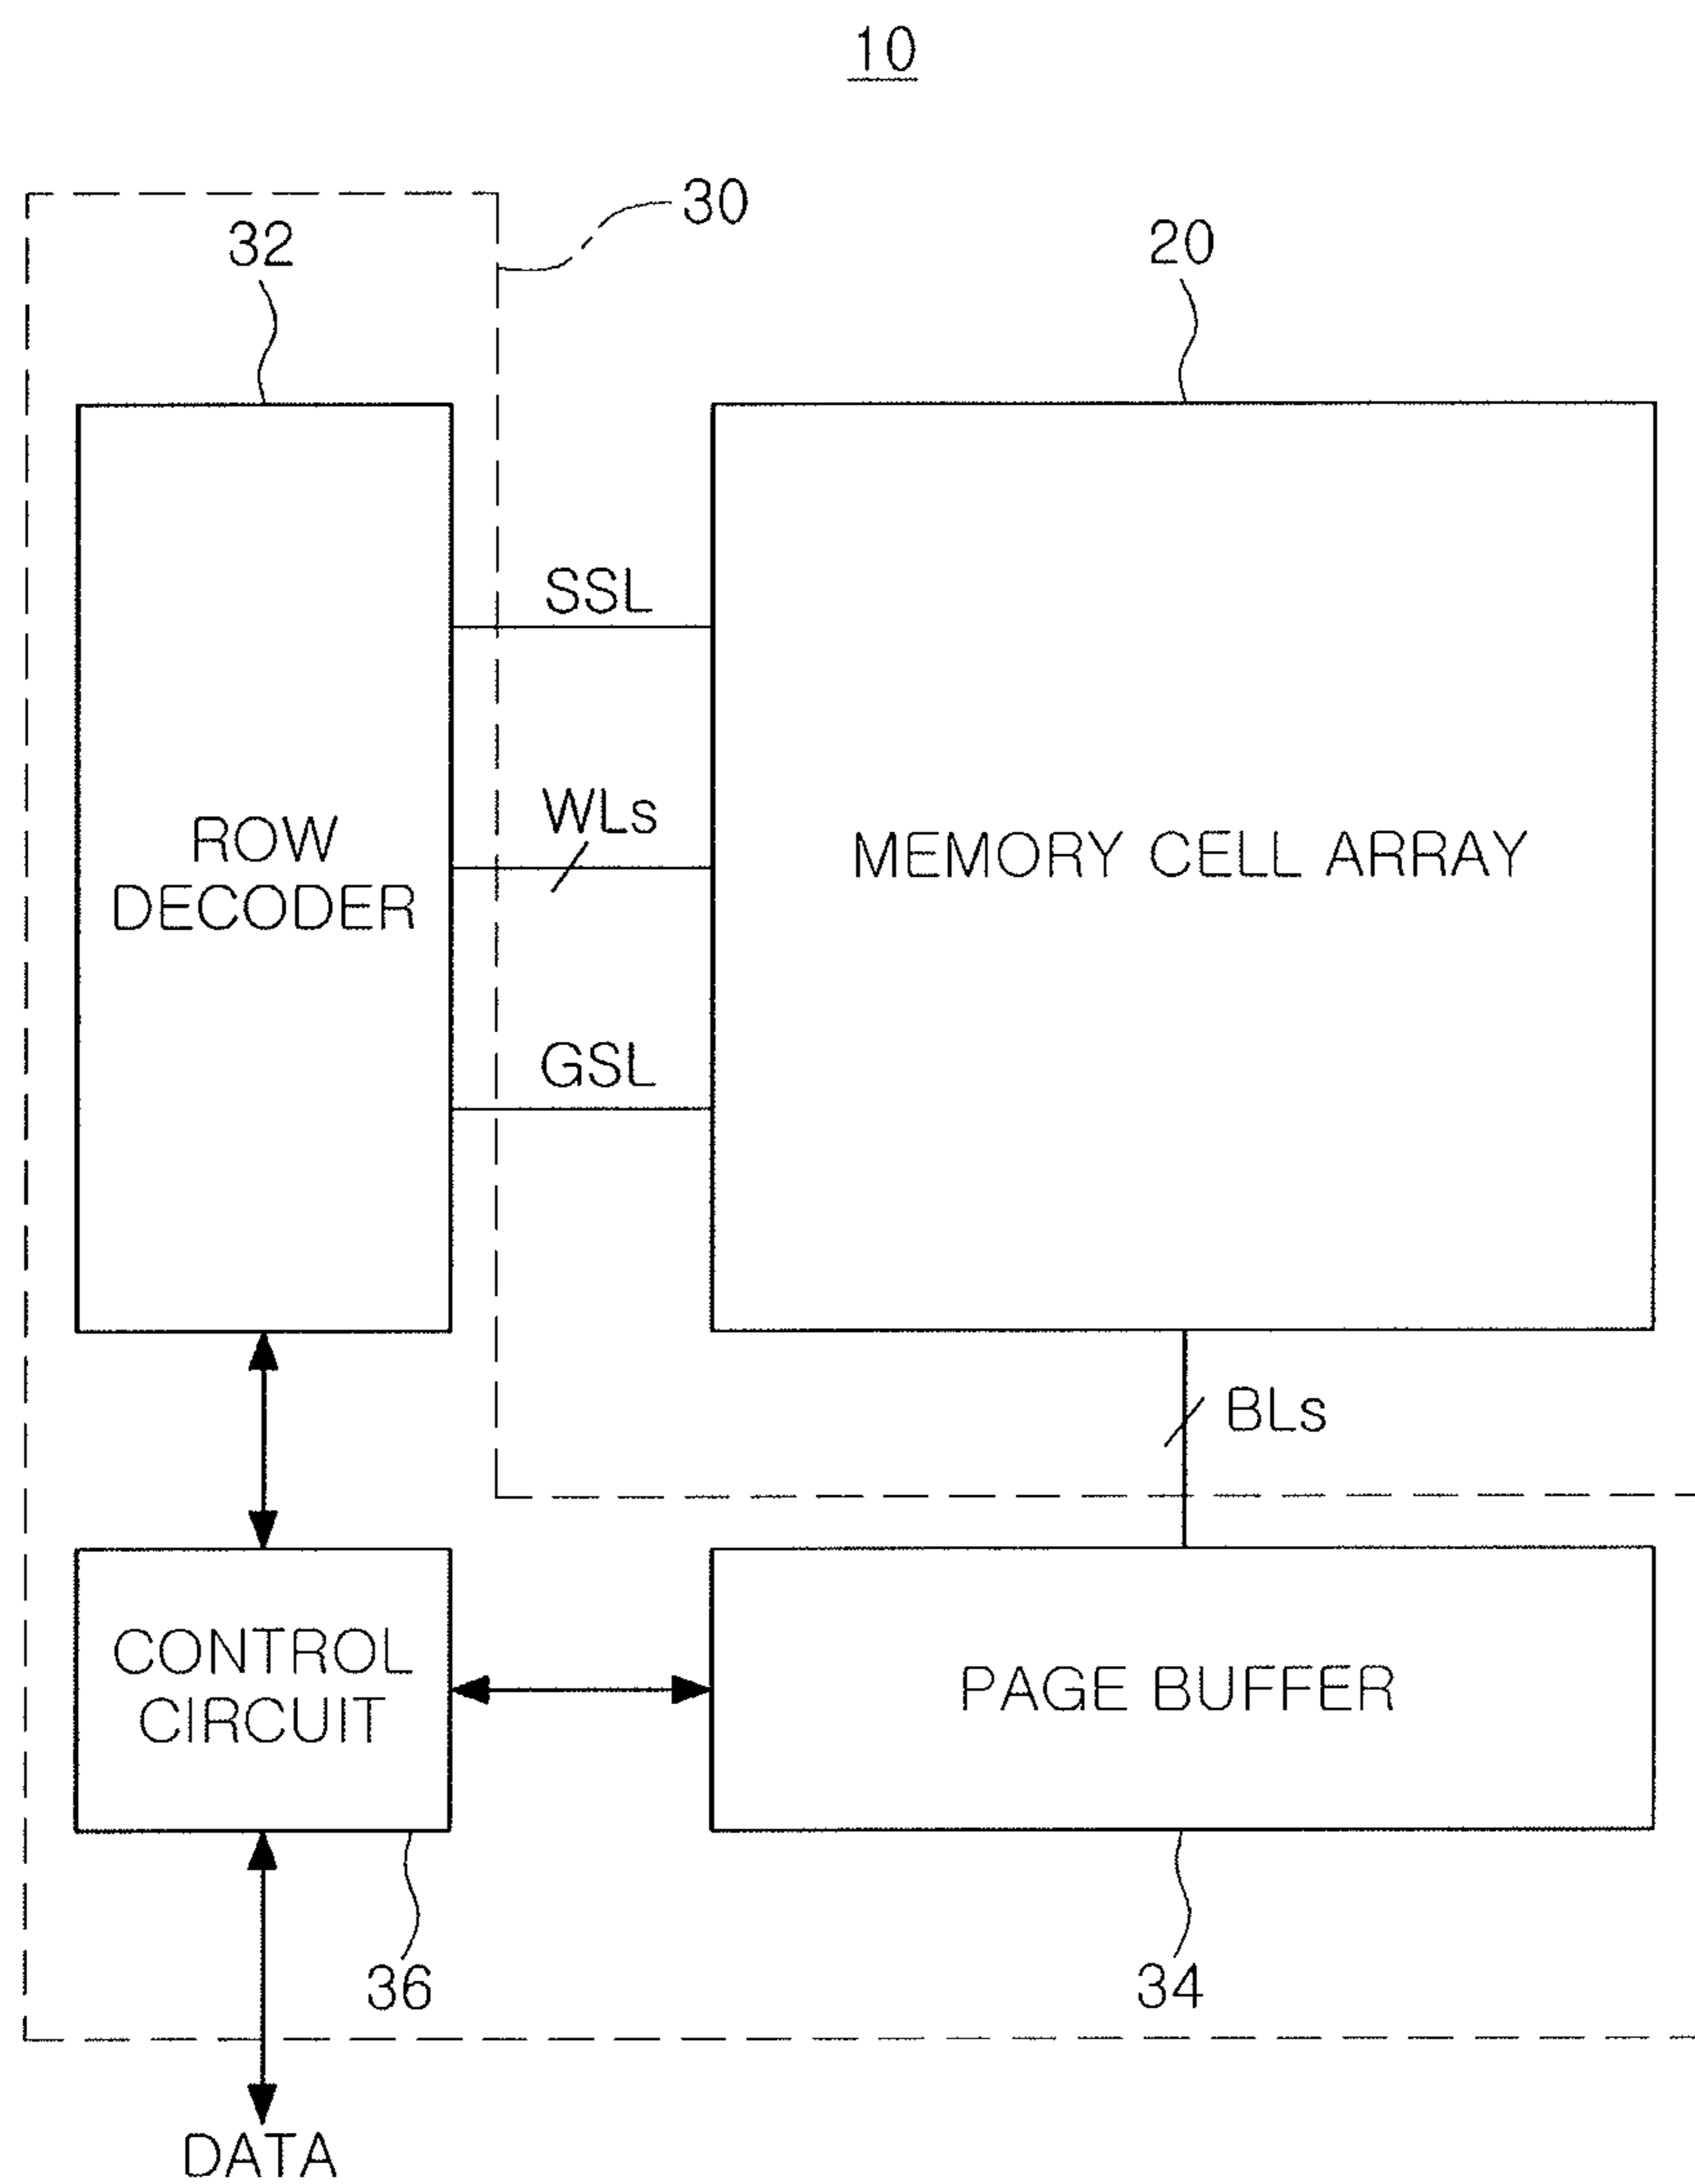 10
30
32
20
SSL
WLs
ROW
DECODER
MEMORY CELL ARRAY
GSL
BLs
CONTROL
CIRCUIT
PAGE BUFFER
36
34
DATA